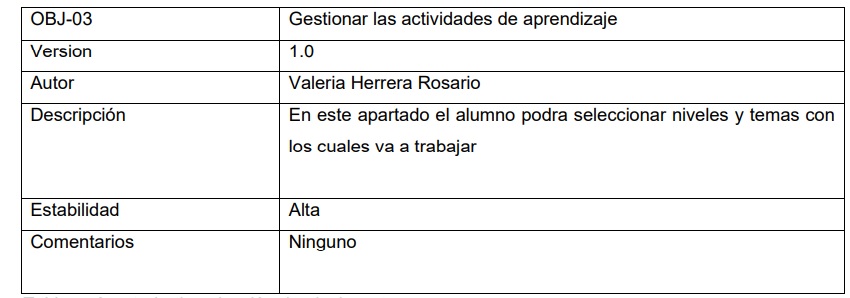 OBJ-03 Gestionar las actividades de aprendizaje
Version 1.0
Autor Valeria Herrera Rosario
Descripción En este apartado el alumno podra seleccionar niveles y temas con
los cuales va a trabajar
Estabilidad Alta
Comentarios Ninguno